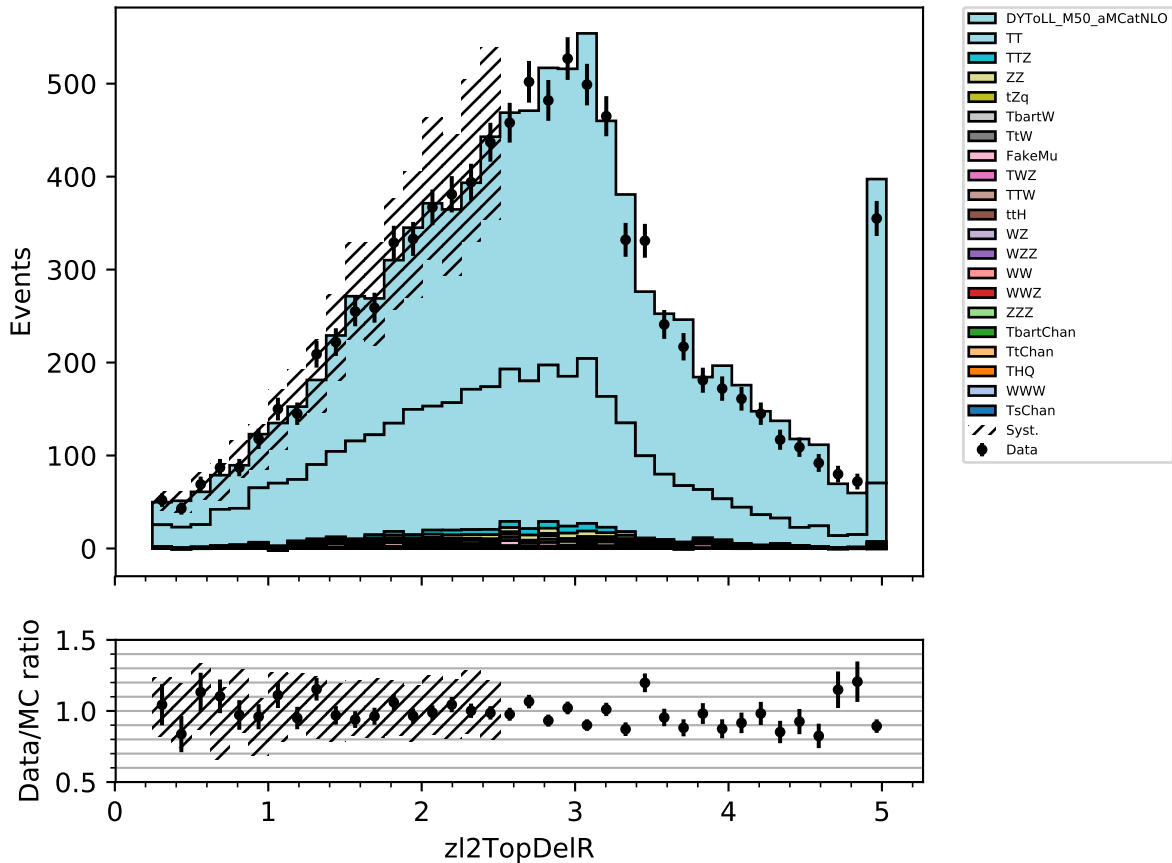 500
400
300
200
100
0
Events
DYToLL_M50_aMCatNLO
TT
TTZ
ZZ
tZq
TbartW
TtW
FakeMu
TWZ
TTW
ttH
WZ
WZZ
WW
WWZ
ZZZ
TbartChan
TtChan
THQ
WWW
TsChan
Syst.
Data
1.5
1.0
0.5
Data/MC ratio
0 1 2 3 4 5
zl2TopDelR